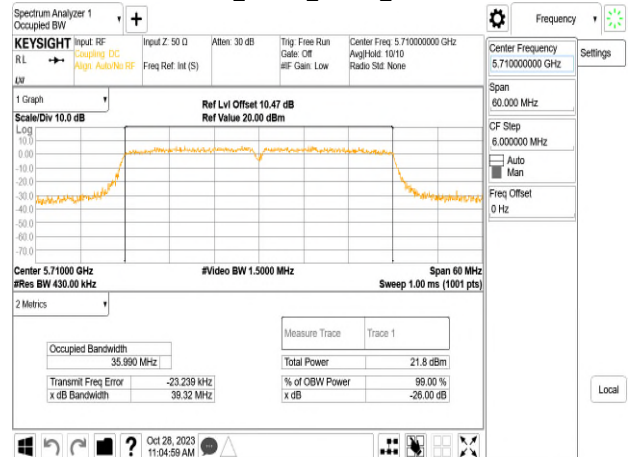 Spectrum Analyzer 1
Occupied BW
Frequency
KEYSIGHT
Input: RF
Coupling: DC
Align: Auto/No RF
Input Z: 50 Ω
Freq Ref: Int (S)
Atten: 30 dB
Trig: Free Run
Gate: Off
#IF Gain: Low
Center Freq: 5.710000000 GHz
Avg|Hold: 10/10
Radio Std: None
RL
LXI
Center Frequency
5.710000000 GHz
Settings
Span
60.000 MHz
CF Step
6.000000 MHz
Auto
Man
Freq Offset
0 Hz
1 Graph
Scale/Div 10.0 dB
Ref Lvl Offset 10.47 dB
Ref Value 20.00 dBm
Log
10.0
0.00
-10.0
-20.0
-30.0
-40.0
-50.0
-60.0
-70.0
Center 5.71000 GHz
#Video BW 1.5000 MHz
Span 60 MHz
#Res BW 430.00 kHz
Sweep 1.00 ms (1001 pts)
2 Metrics
Measure Trace
Trace 1
Occupied Bandwidth
35.990 MHz
Total Power
21.8 dBm
Transmit Freq Error
-23.239 kHz
% of OBW Power
99.00 %
x dB Bandwidth
39.32 MHz
x dB
-26.00 dB
Local
Oct 28, 2023
11:04:59 AM